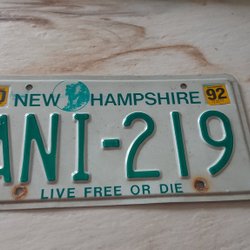 92
NEW HAMPSHIRE
ANI-219
LIVE FREE OR DIE